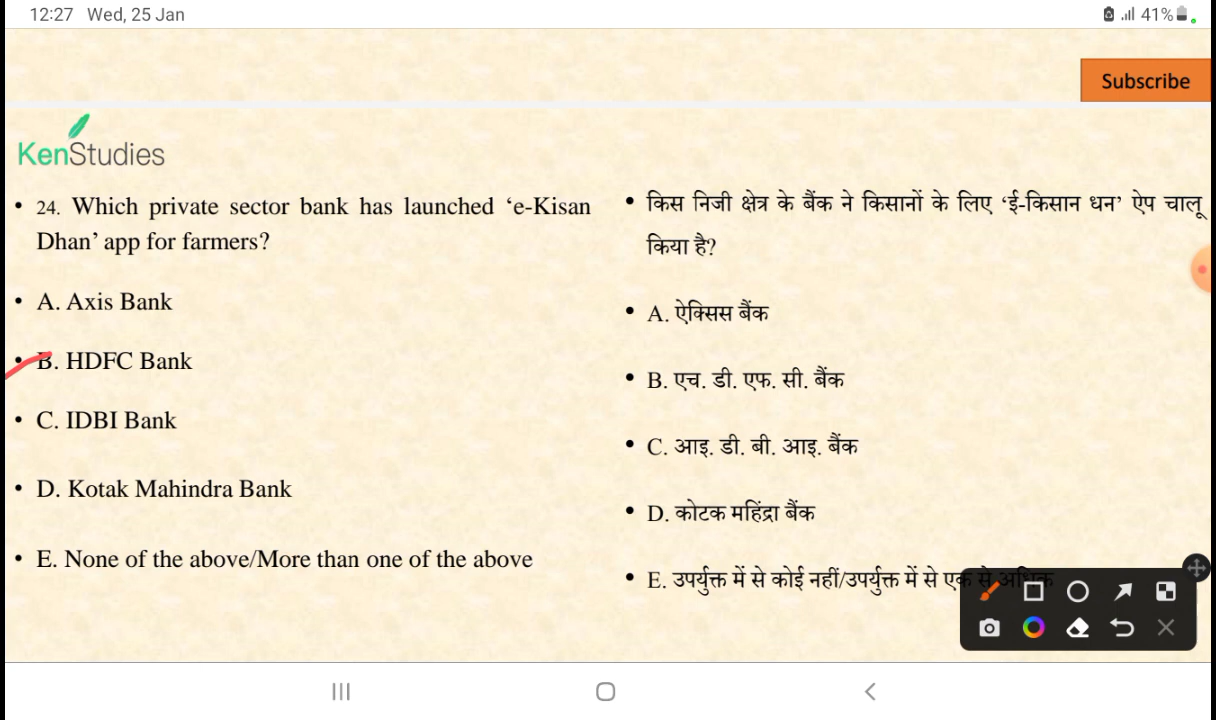 12:27 Wed, 25 Jan
41%
Subscribe
KenStudies
• 24. Which private sector bank has launched ‘e-Kisan
Dhan’ app for farmers?
• A. Axis Bank
• B. HDFC Bank
• C. IDBI Bank
• D. Kotak Mahindra Bank
• E. None of the above/More than one of the above
• किस निजी क्षेत्र के बैंक ने किसानों के लिए ‘ई-किसान धन’ ऐप चालू
किया है?
• A. ऐक्सिस बैंक
• B. एच. डी. एफ. सी. बैंक
• C. आइ. डी. बी. आइ. बैंक
• D. कोटक महिंद्रा बैंक
• E. उपर्युक्त में से कोई नहीं/उपर्युक्त में से एक से अधिक